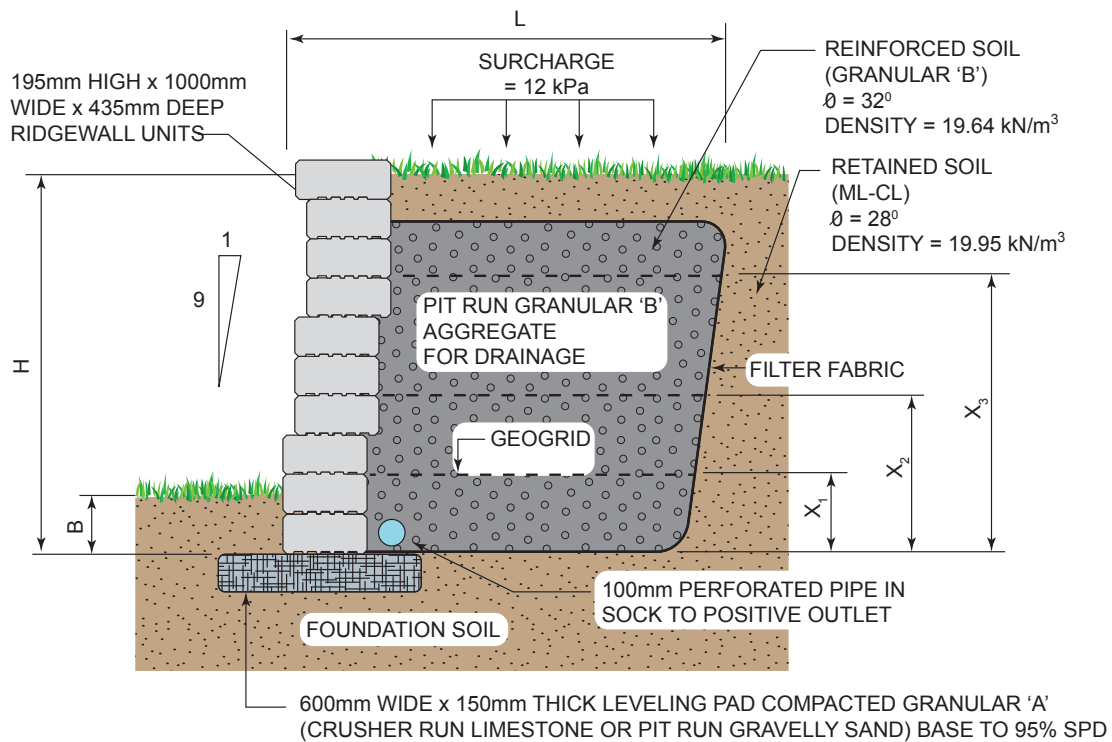 L
SURCHARGE
= 12 kPa
195mm HIGH x 1000mm
WIDE x 435mm DEEP
RIDGEWALL UNITS
REINFORCED SOIL
(GRANULAR ‘B’)
Ø = 32⁰
DENSITY = 19.64 kN/m³
RETAINED SOIL
(ML-CL)
Ø = 28⁰
DENSITY = 19.95 kN/m³
1
9
H
PIT RUN GRANULAR ‘B’
AGGREGATE
FOR DRAINAGE
FILTER FABRIC
GEOGRID
X₃
X₂
X₁
B
100mm PERFORATED PIPE IN
SOCK TO POSITIVE OUTLET
FOUNDATION SOIL
600mm WIDE x 150mm THICK LEVELING PAD COMPACTED GRANULAR ‘A’
(CRUSHER RUN LIMESTONE OR PIT RUN GRAVELLY SAND) BASE TO 95% SPD